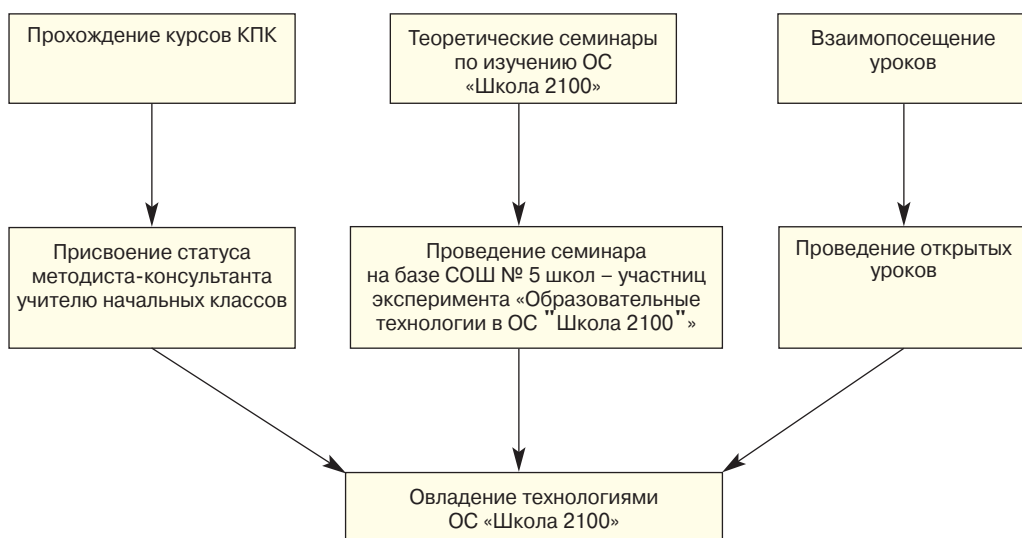 Прохождение курсов КПК
Теоретические семинары
по изучению ОС
«Школа 2100»
Взаимопосещение
уроков
Присвоение статуса
методиста-консультанта
учителю начальных классов
Проведение семинара
на базе СОШ № 5 школ – участниц
эксперимента «Образовательные
технологии в ОС "Школа 2100"»
Проведение открытых
уроков
Овладение технологиями
ОС «Школа 2100»